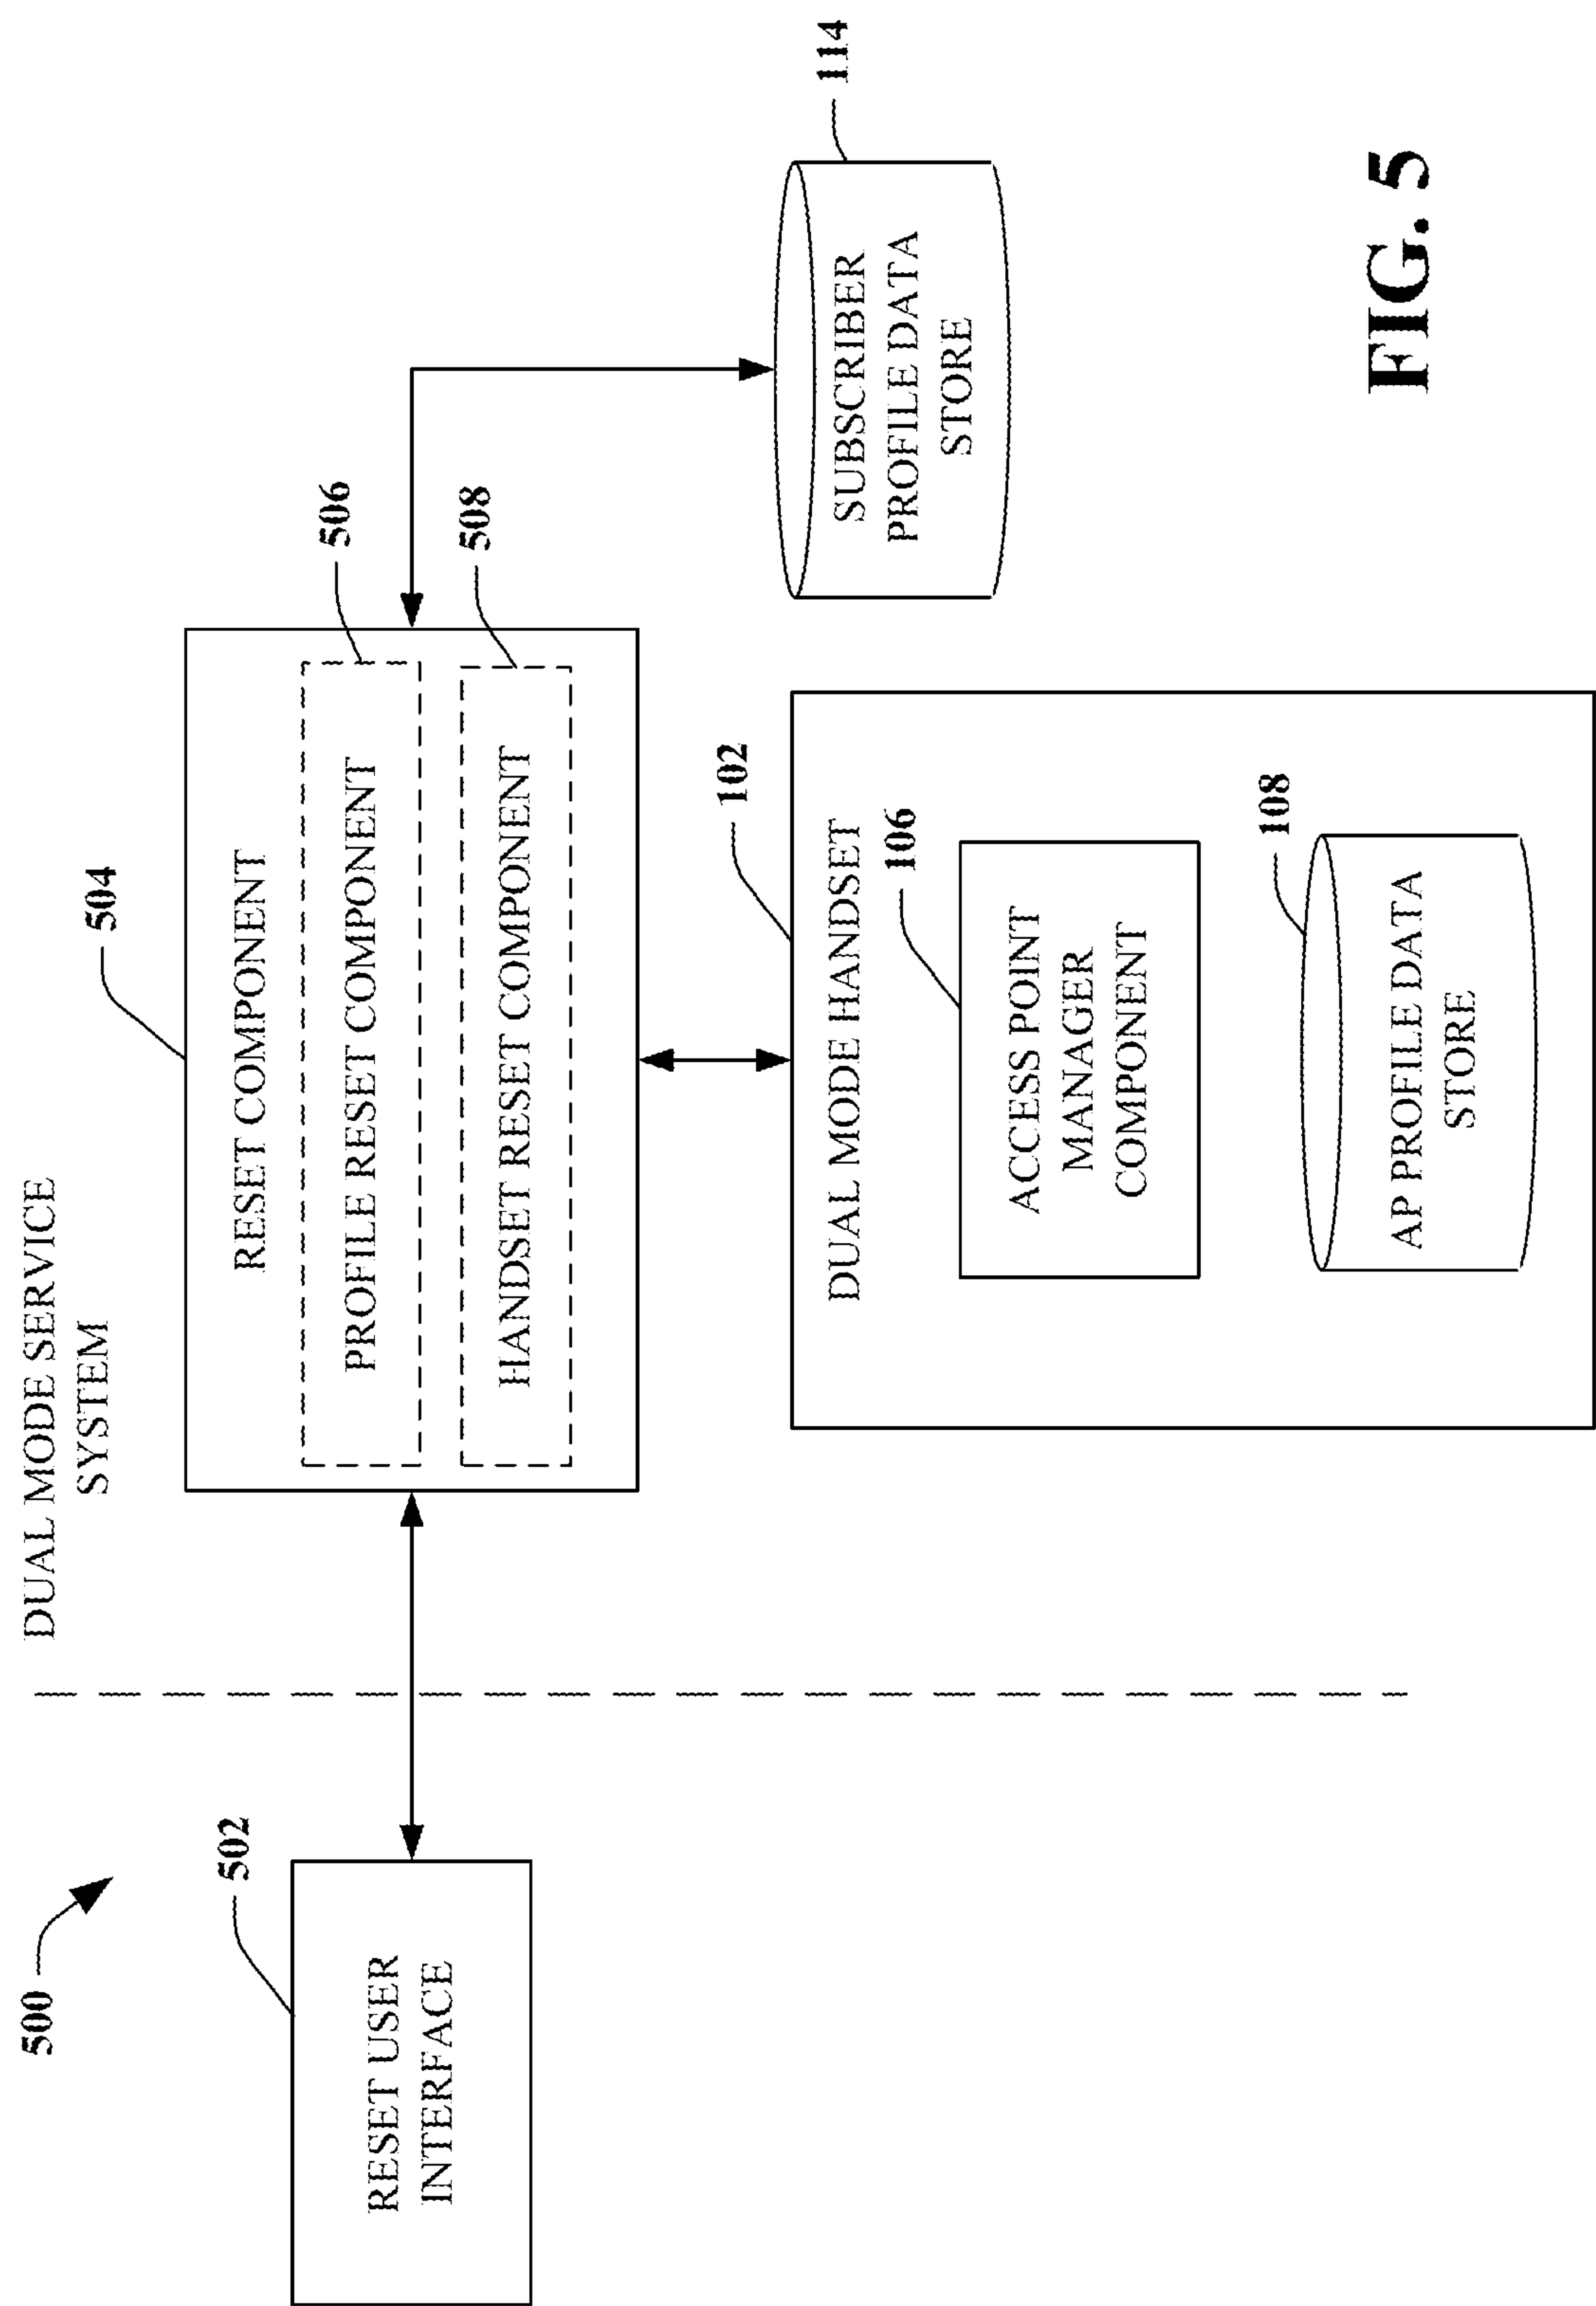 500
DUAL MODE SERVICE
SYSTEM
502
RESET USER
INTERFACE
504
RESET COMPONENT
506
PROFILE RESET COMPONENT
508
HANDSET RESET COMPONENT
102
DUAL MODE HANDSET
106
ACCESS POINT
MANAGER
COMPONENT
108
AP PROFILE DATA
STORE
114
SUBSCRIBER
PROFILE DATA
STORE
FIG. 5